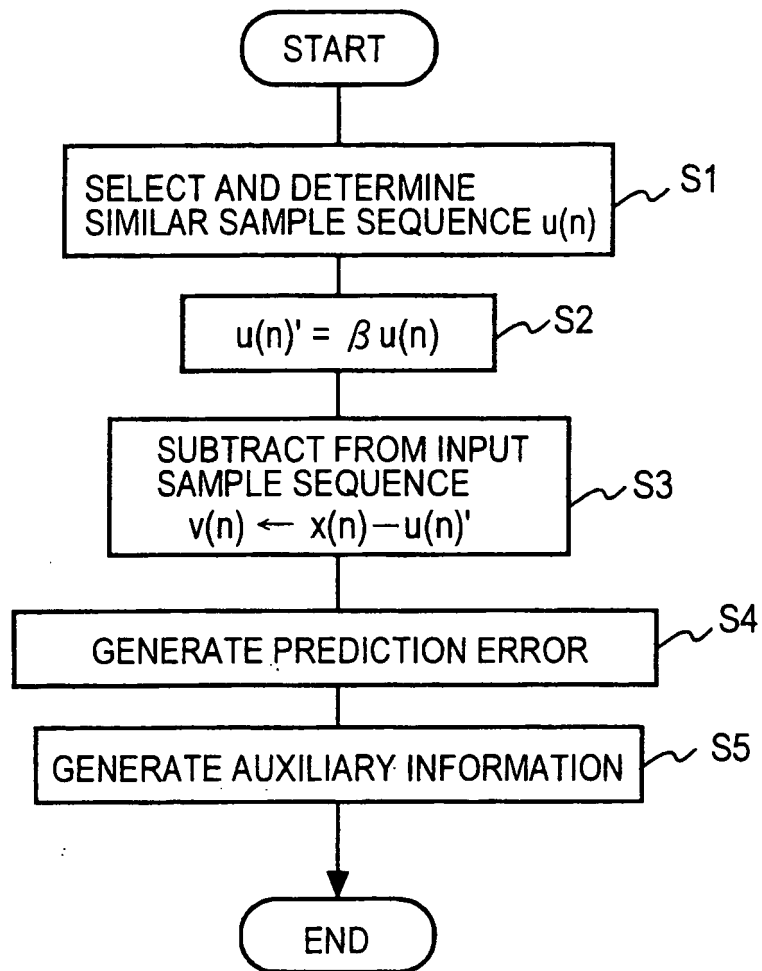 START
SELECT AND DETERMINE
SIMILAR SAMPLE SEQUENCE u(n)
S1
u(n)' = β u(n)
S2
SUBTRACT FROM INPUT
SAMPLE SEQUENCE
v(n) ← x(n) – u(n)'
S3
GENERATE PREDICTION ERROR
S4
GENERATE AUXILIARY INFORMATION
S5
END